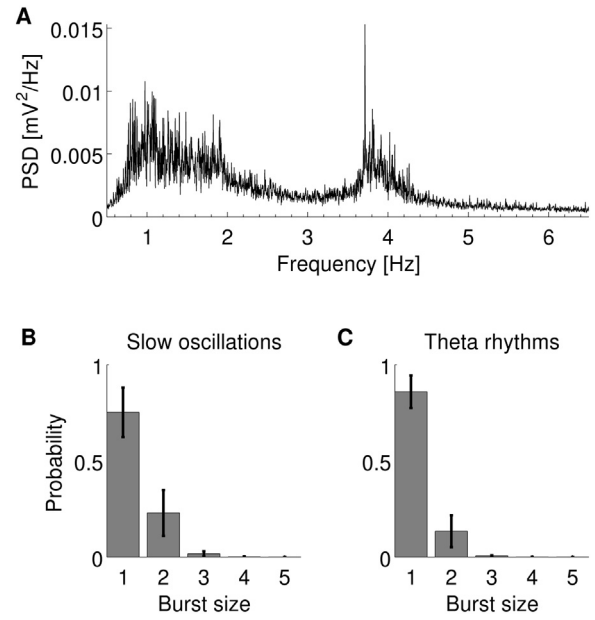 A
PSD [mV²/Hz]
0.015
0.01
0.005
0
1 2 3 4 5 6
Frequency [Hz]
B Slow oscillations
Probability
1
0.5
0
1 2 3 4 5
Burst size
C Theta rhythms
1
0.5
0
1 2 3 4 5
Burst size